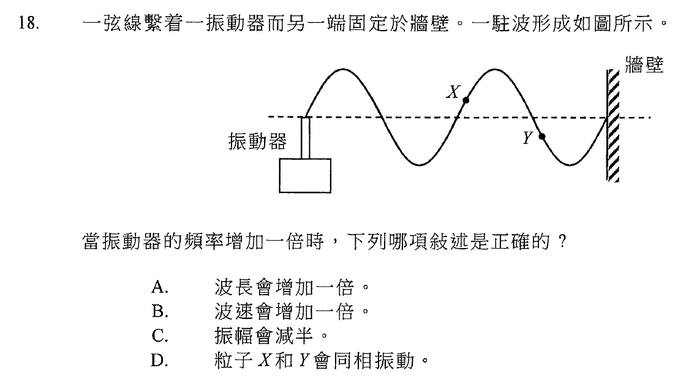 18. 一弦線繫着一振動器而另一端固定於牆壁。一駐波形成如圖所示。
牆壁
X
Y
振動器
當振動器的頻率增加一倍時,下列哪項敍述是正確的?
A. 波長會增加一倍。
B. 波速會增加一倍。
C. 振幅會減半。
D. 粒子 X 和 Y 會同相振動。